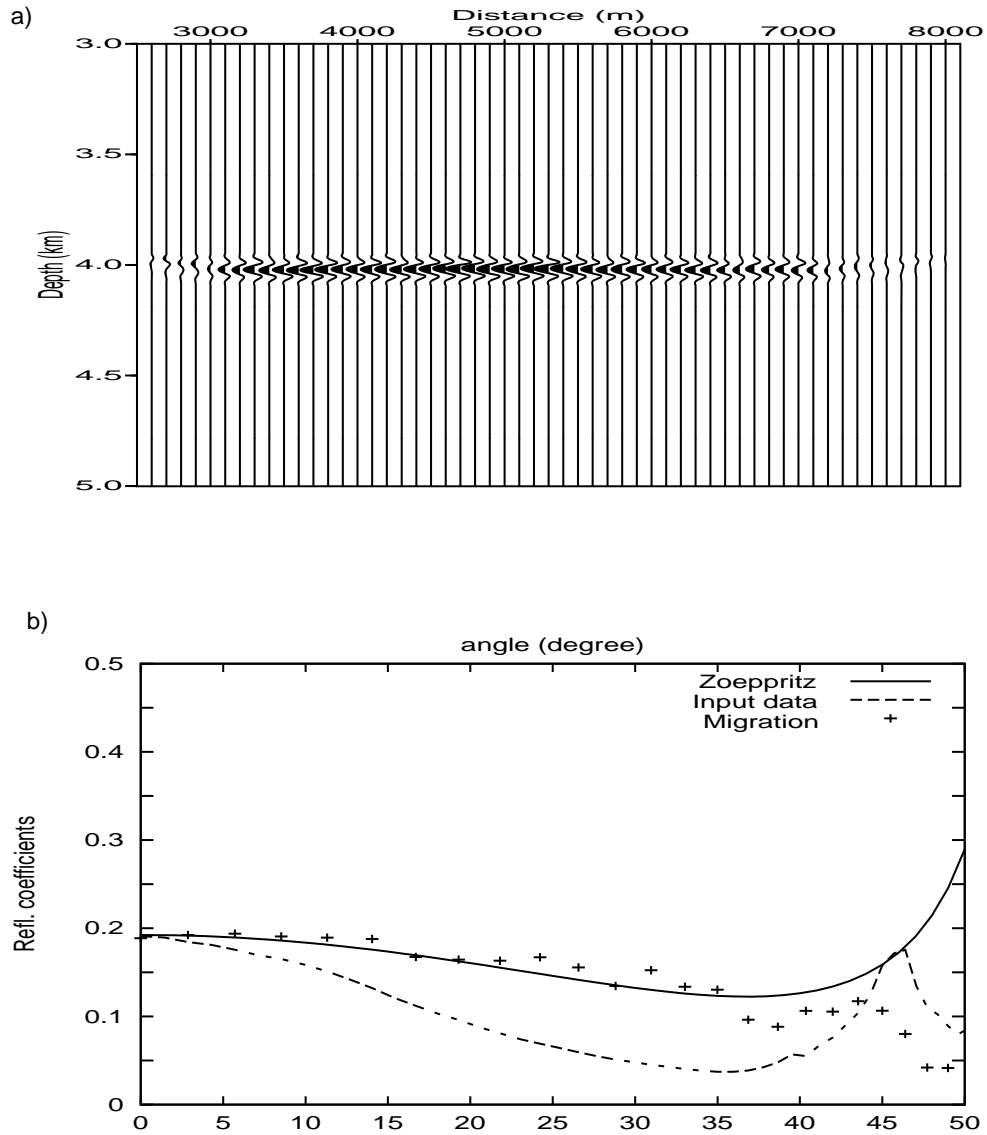 a)
Distance (m)
3000 4000 5000 6000 7000 8000
3.0
3.5
4.0
4.5
5.0
Depth (km)
b)
angle (degree)
0.5
0.4
0.3
0.2
0.1
0
Refl. coefficients
Zoeppritz
Input data
Migration
0 5 10 15 20 25 30 35 40 45 50